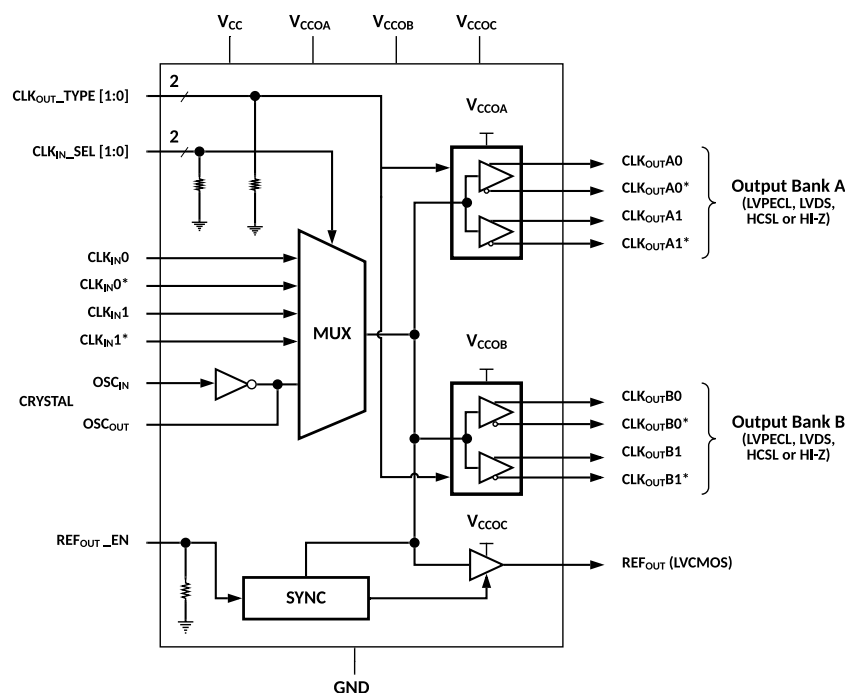 VCC
VCCOA
VCCOB
VCCOC
CLKOUT_TYPE [1:0]
2
CLKIN_SEL [1:0]
2
CLKIN0
CLKIN0*
CLKIN1
CLKIN1*
MUX
OSCIN
CRYSTAL
OSCOUT
REFOUT_EN
SYNC
VCCOA
CLKOUTA0
CLKOUTA0*
CLKOUTA1
CLKOUTA1*
Output Bank A
(LVPECL, LVDS,
HCSL or HI-Z)
VCCOB
CLKOUTB0
CLKOUTB0*
CLKOUTB1
CLKOUTB1*
Output Bank B
(LVPECL, LVDS,
HCSL or HI-Z)
VCCOC
REFOUT (LVCMOS)
GND